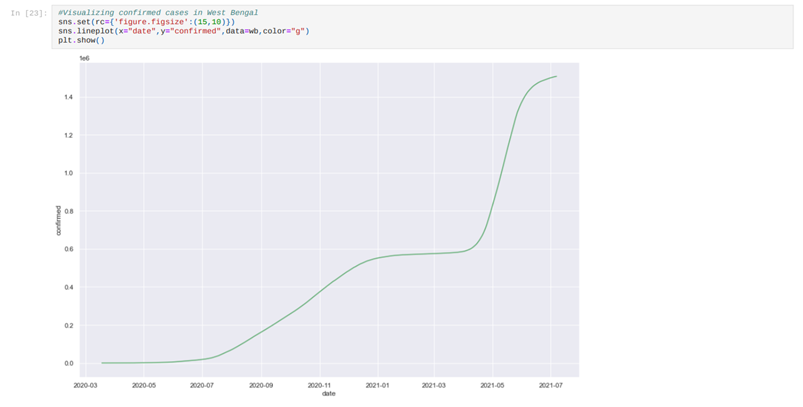 In [23]:
#Visualizing confirmed cases in West Bengal
sns.set(rc={'figure.figsize':(15,10)})
sns.lineplot(x="date",y="confirmed",data=wb,color="g")
plt.show()
1e6
1.4
1.2
1.0
0.8
0.6
0.4
0.2
0.0
confirmed
2020-03 2020-05 2020-07 2020-09 2020-11 2021-01 2021-03 2021-05 2021-07
date